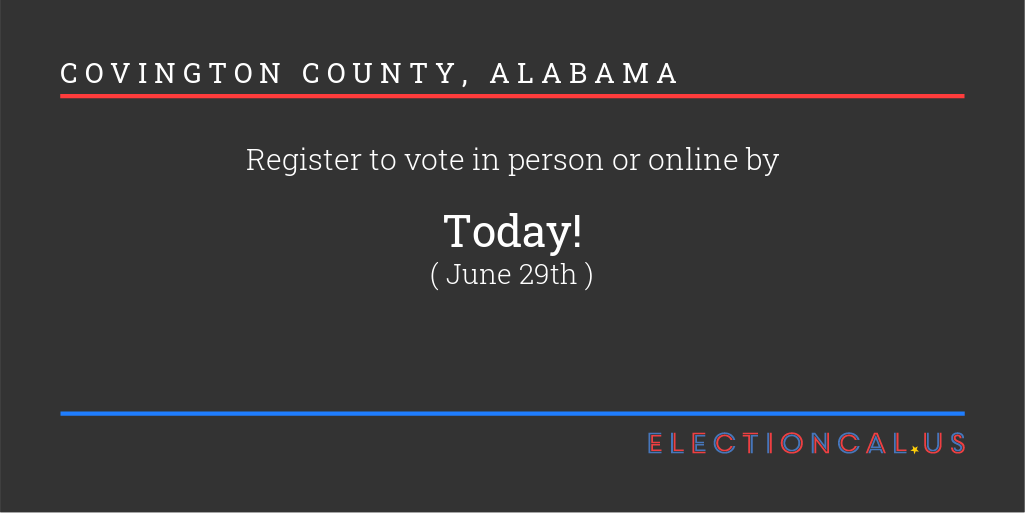 COVINGTON COUNTY, ALABAMA
Register to vote in person or online by
Today!
( June 29th )
ELECTIONCAL.US